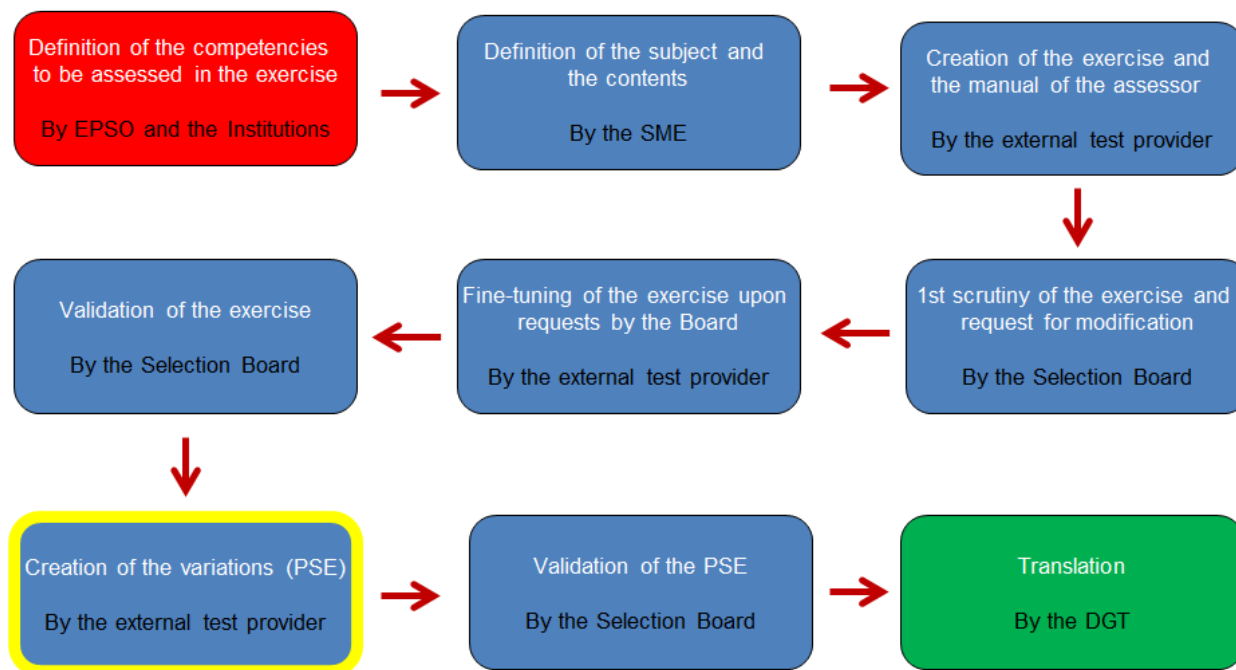 Definition of the competencies
to be assessed in the exercise
By EPSO and the Institutions
Definition of the subject and
the contents
By the SME
Creation of the exercise and
the manual of the assessor
By the external test provider
1st scrutiny of the exercise and
request for modification
By the Selection Board
Fine-tuning of the exercise upon
requests by the Board
By the external test provider
Validation of the exercise
By the Selection Board
Creation of the variations (PSE)
By the external test provider
Validation of the PSE
By the Selection Board
Translation
By the DGT